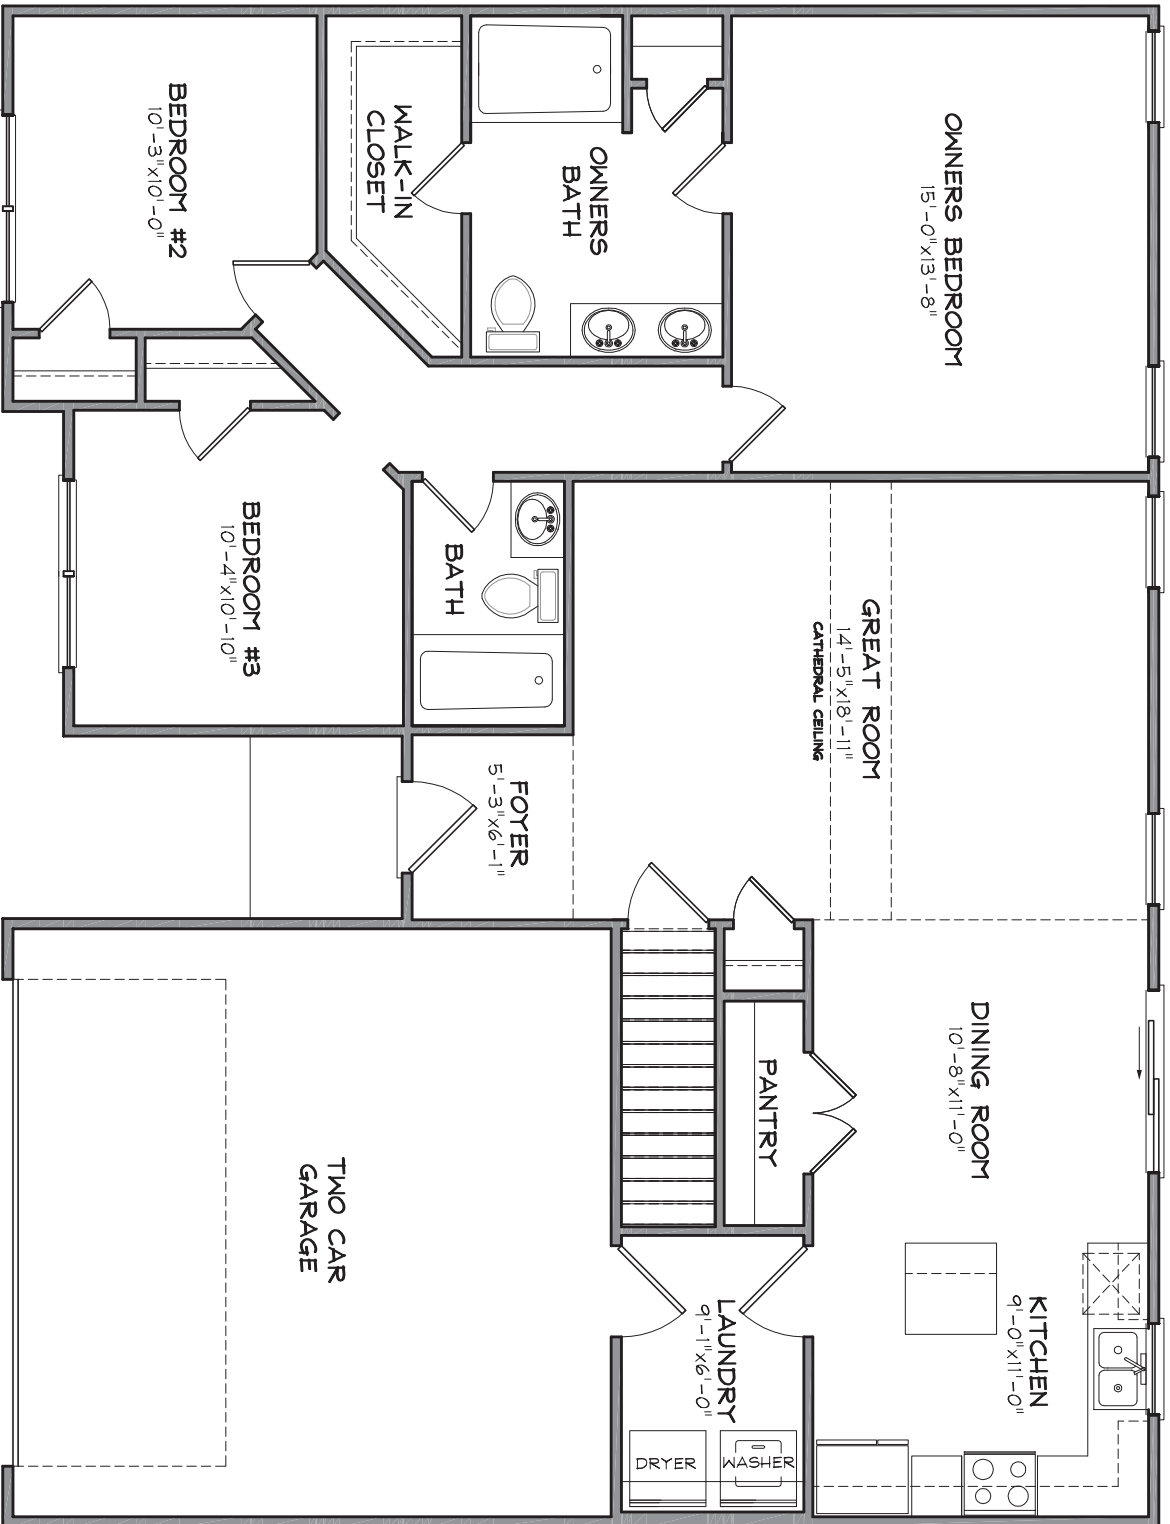 OWNERS BEDROOM
15'-0"x13'-8"
OWNERS
BATH
WALK-IN
CLOSET
BEDROOM #2
10'-3"x10'-0"
GREAT ROOM
14'-5"x18'-11"
CATHEDRAL CEILING
BATH
BEDROOM #3
10'-4"x10'-10"
FOYER
5'-3"x6'-1"
DINING ROOM
10'-8"x11'-0"
PANTRY
KITCHEN
9'-0"x11'-0"
LAUNDRY
9'-1"x6'-0"
WASHER
DRYER
TWO CAR
GARAGE